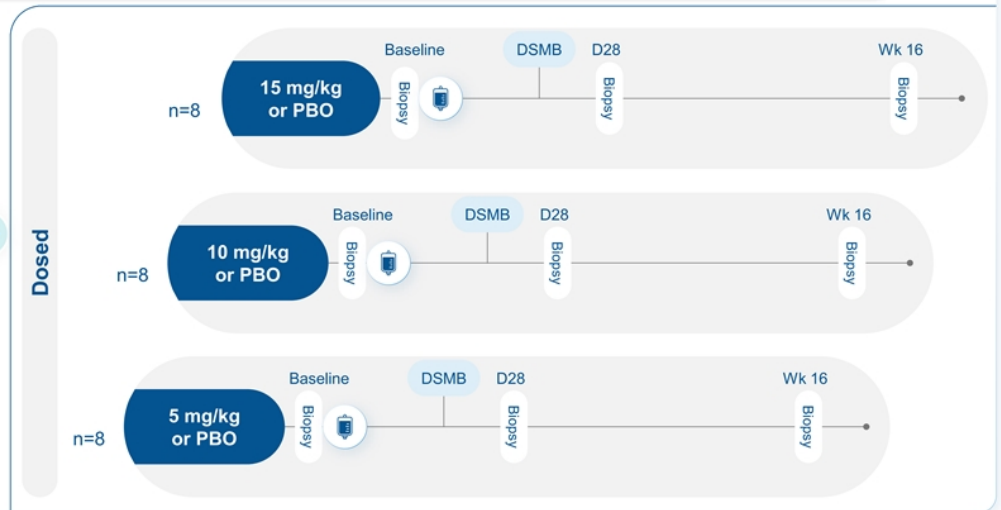 Dosed
n=8
15 mg/kg
or PBO
Baseline
Biopsy
DSMB
D28
Biopsy
Wk 16
Biopsy
n=8
10 mg/kg
or PBO
Baseline
Biopsy
DSMB
D28
Biopsy
Wk 16
Biopsy
n=8
5 mg/kg
or PBO
Baseline
Biopsy
DSMB
D28
Biopsy
Wk 16
Biopsy